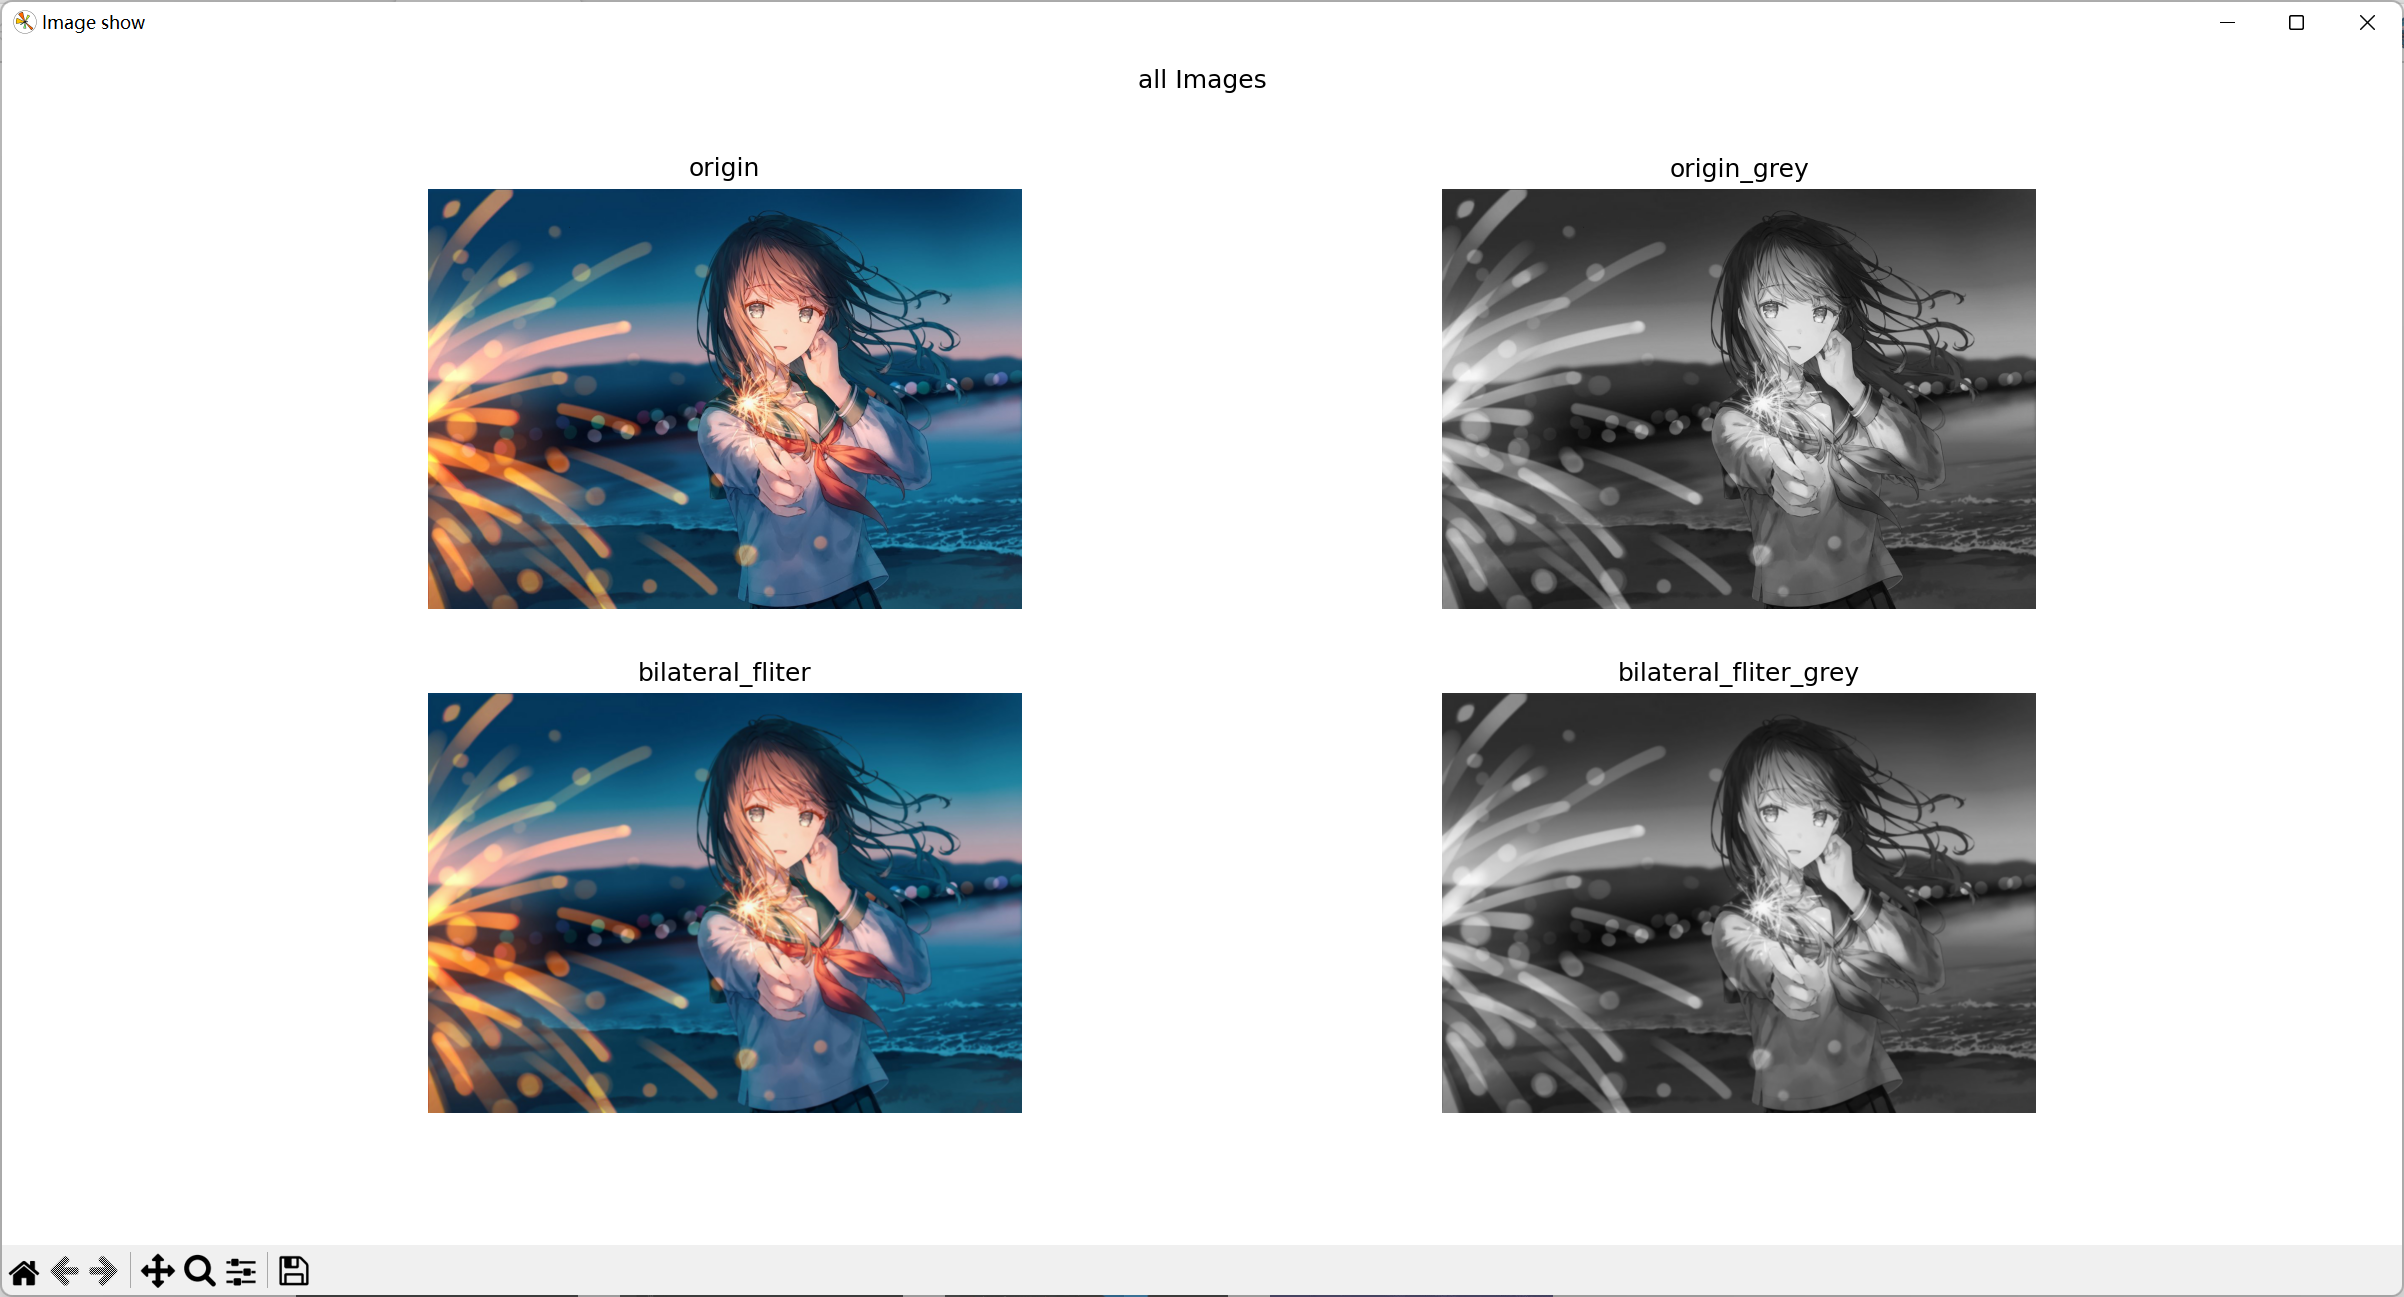 Image show
all Images
origin
origin_grey
bilateral_fliter
bilateral_fliter_grey